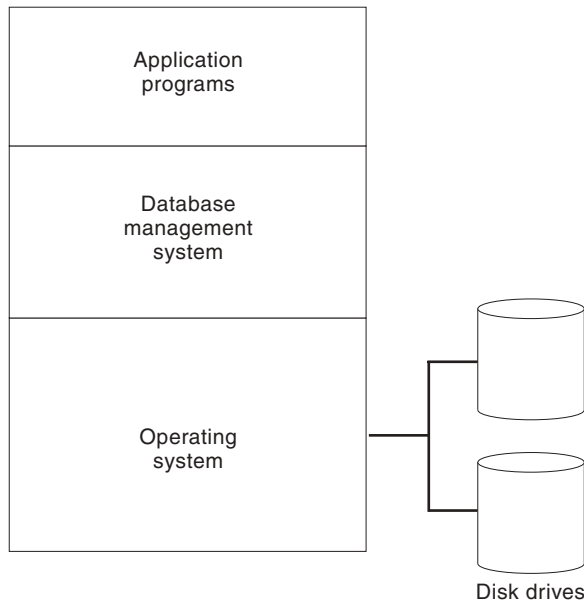 Application
programs
Database
management
system
Operating
system
Disk drives